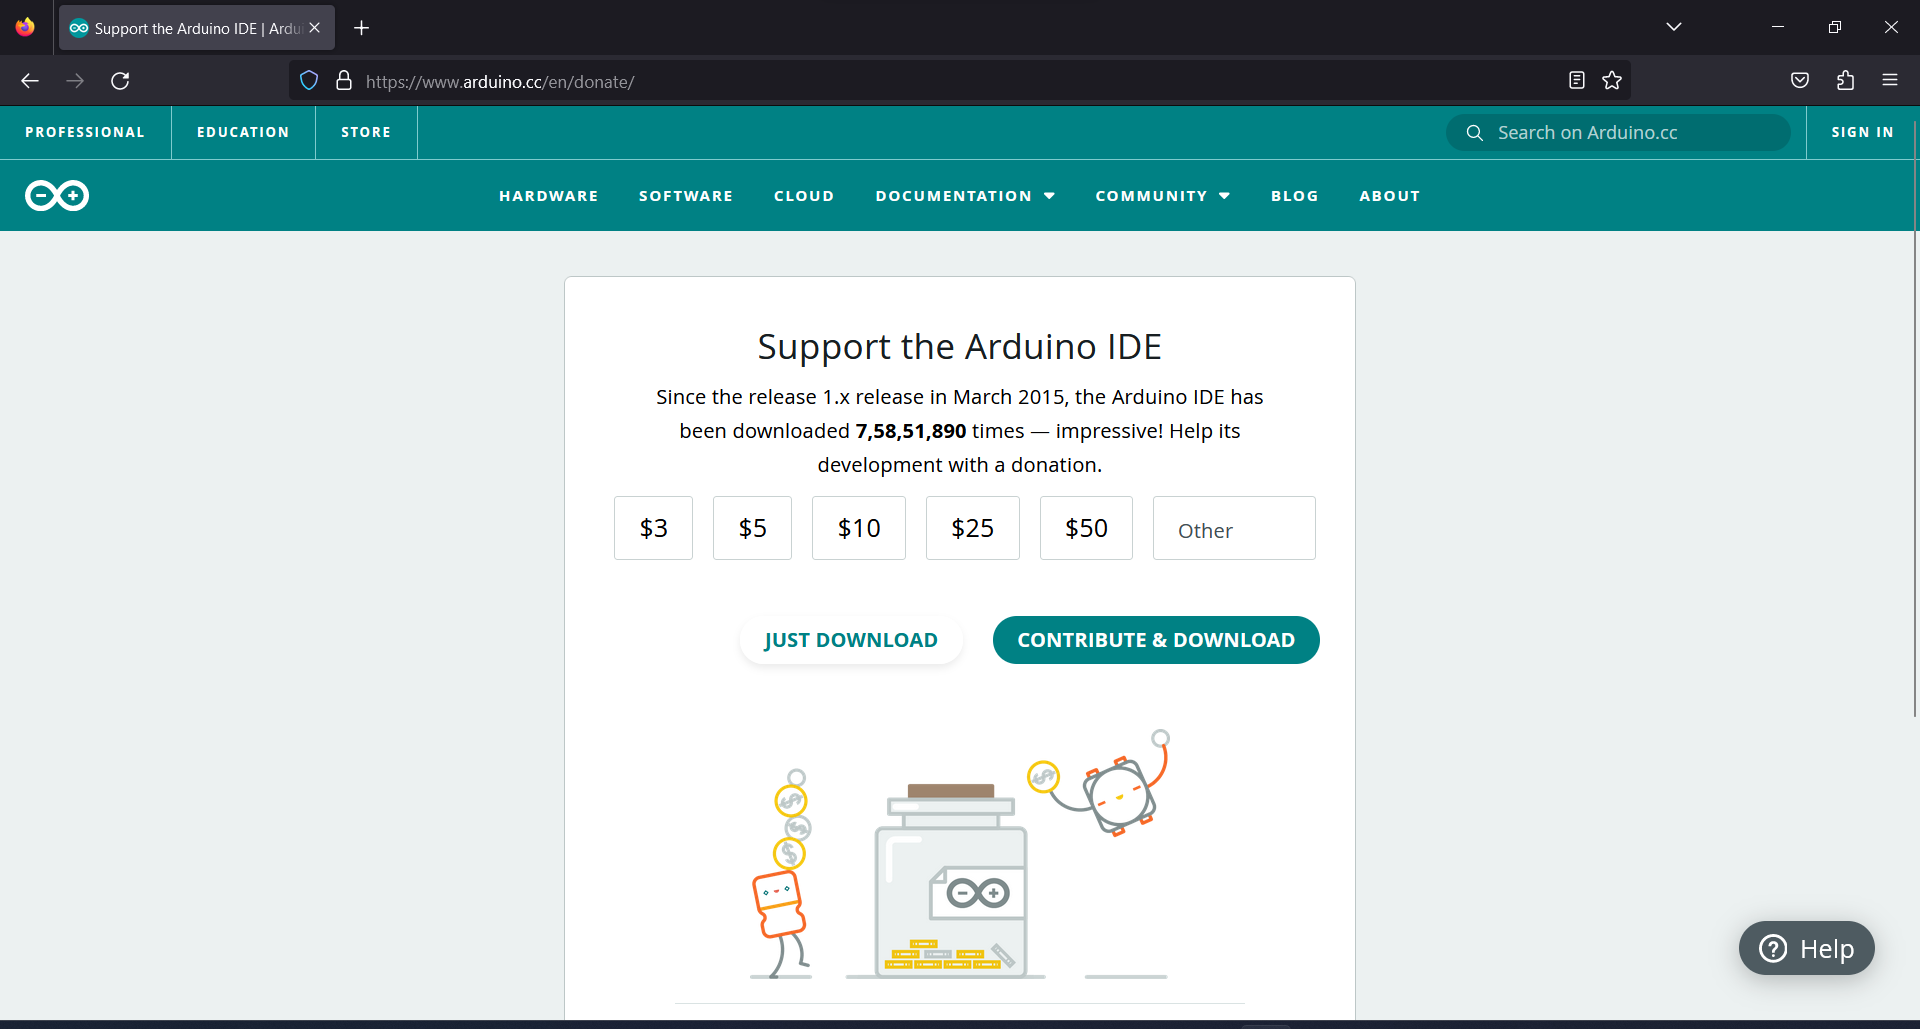 Support the Arduino IDE | Ardui
https://www.arduino.cc/en/donate/
PROFESSIONAL
EDUCATION
STORE
Search on Arduino.cc
SIGN IN
HARDWARE
SOFTWARE
CLOUD
DOCUMENTATION
COMMUNITY
BLOG
ABOUT
Support the Arduino IDE
Since the release 1.x release in March 2015, the Arduino IDE has
been downloaded 7,58,51,890 times — impressive! Help its
development with a donation.
$3
$5
$10
$25
$50
Other
JUST DOWNLOAD
CONTRIBUTE & DOWNLOAD
Help